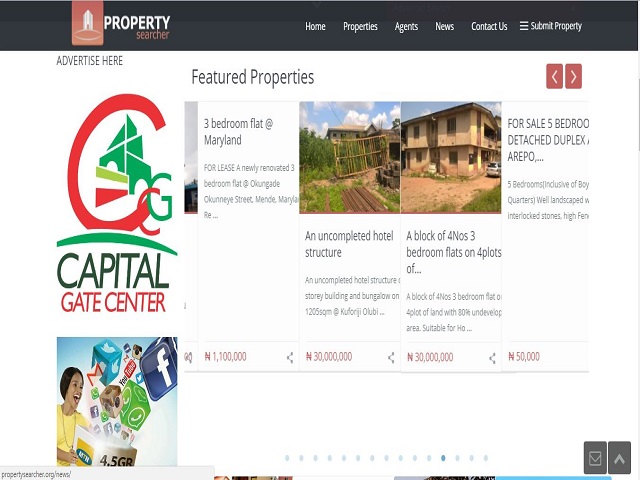 PROPERTY
searcher
Home
Properties
Agents
News
Contact Us
Submit Property
ADVERTISE HERE
Featured Properties
CG
CAPITAL
GATE CENTER
3 bedroom flat @
Maryland
FOR LEASE A newly renovated 3
bedroom flat @ Okungade
Okunneye Street, Mende, Maryla
Re ...
₦ 1,100,000
An uncompleted hotel
structure
An uncompleted hotel structure
storey building and bungalow on
1205sqm @ Kuforiji Olubi ...
₦ 30,000,000
A block of 4Nos 3
bedroom flats on 4plots
of...
A block of 4Nos 3 bedroom flat o
4plot of land with 80% undevelop
area. Suitable for Ho ...
₦ 30,000,000
FOR SALE 5 BEDROO
DETACHED DUPLEX
AREPO,...
5 Bedrooms(Inclusive of Boy
Quarters) Well landscaped w
interlocked stones, high Fen
₦ 50,000
You
Tube
MTN
4.5GB
propertysearcher.org/news/